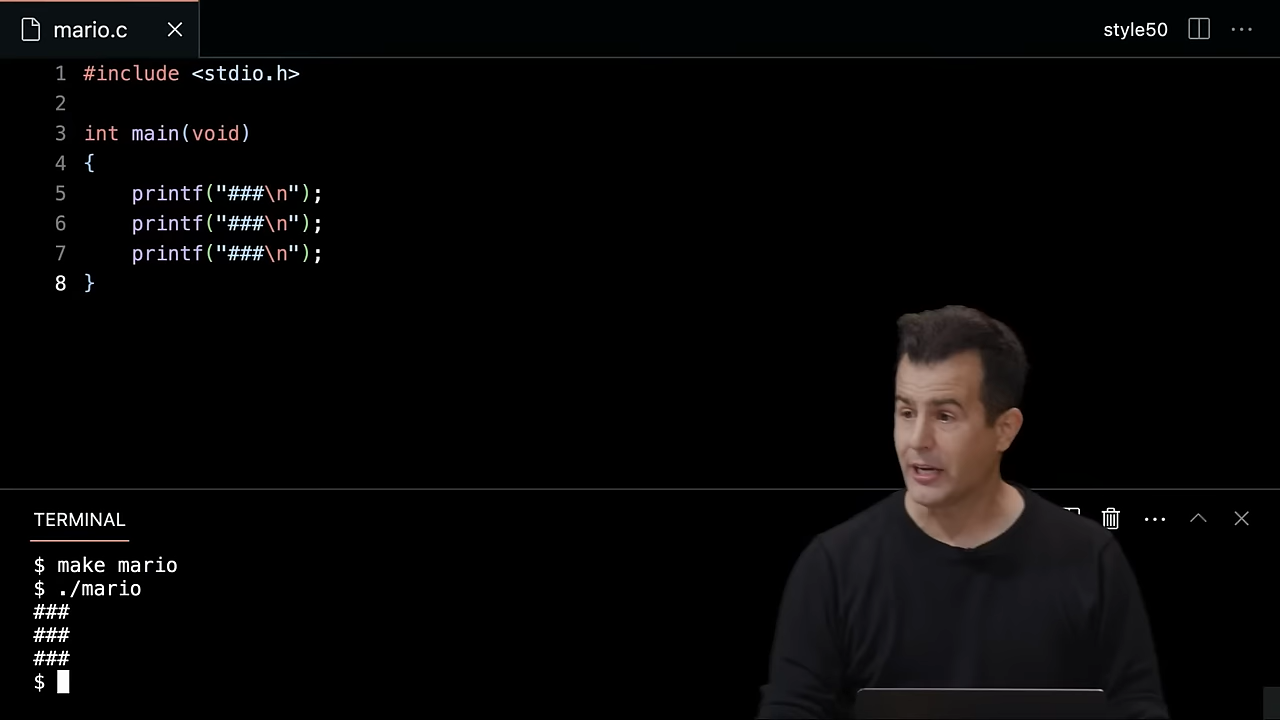 mario.c
style50
1 #include <stdio.h>
2
3 int main(void)
4 {
5     printf("###\n");
6     printf("###\n");
7     printf("###\n");
8 }
TERMINAL
$ make mario
$ ./mario
###
###
###
$